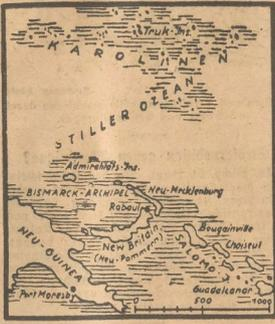 Truk-Ins.
KAROLINEN
STILLER OZEAN
Admiralitäts-Ins.
BISMARCK-ARCHIPEL
Neu-Mecklenburg
Rabaul
Bougainville
Choiseul
NEU-GUINEA
New Britain
(Neu-Pommern)
SALOMO-I.
Port Moresby
Guadalcanar
0 500 1000